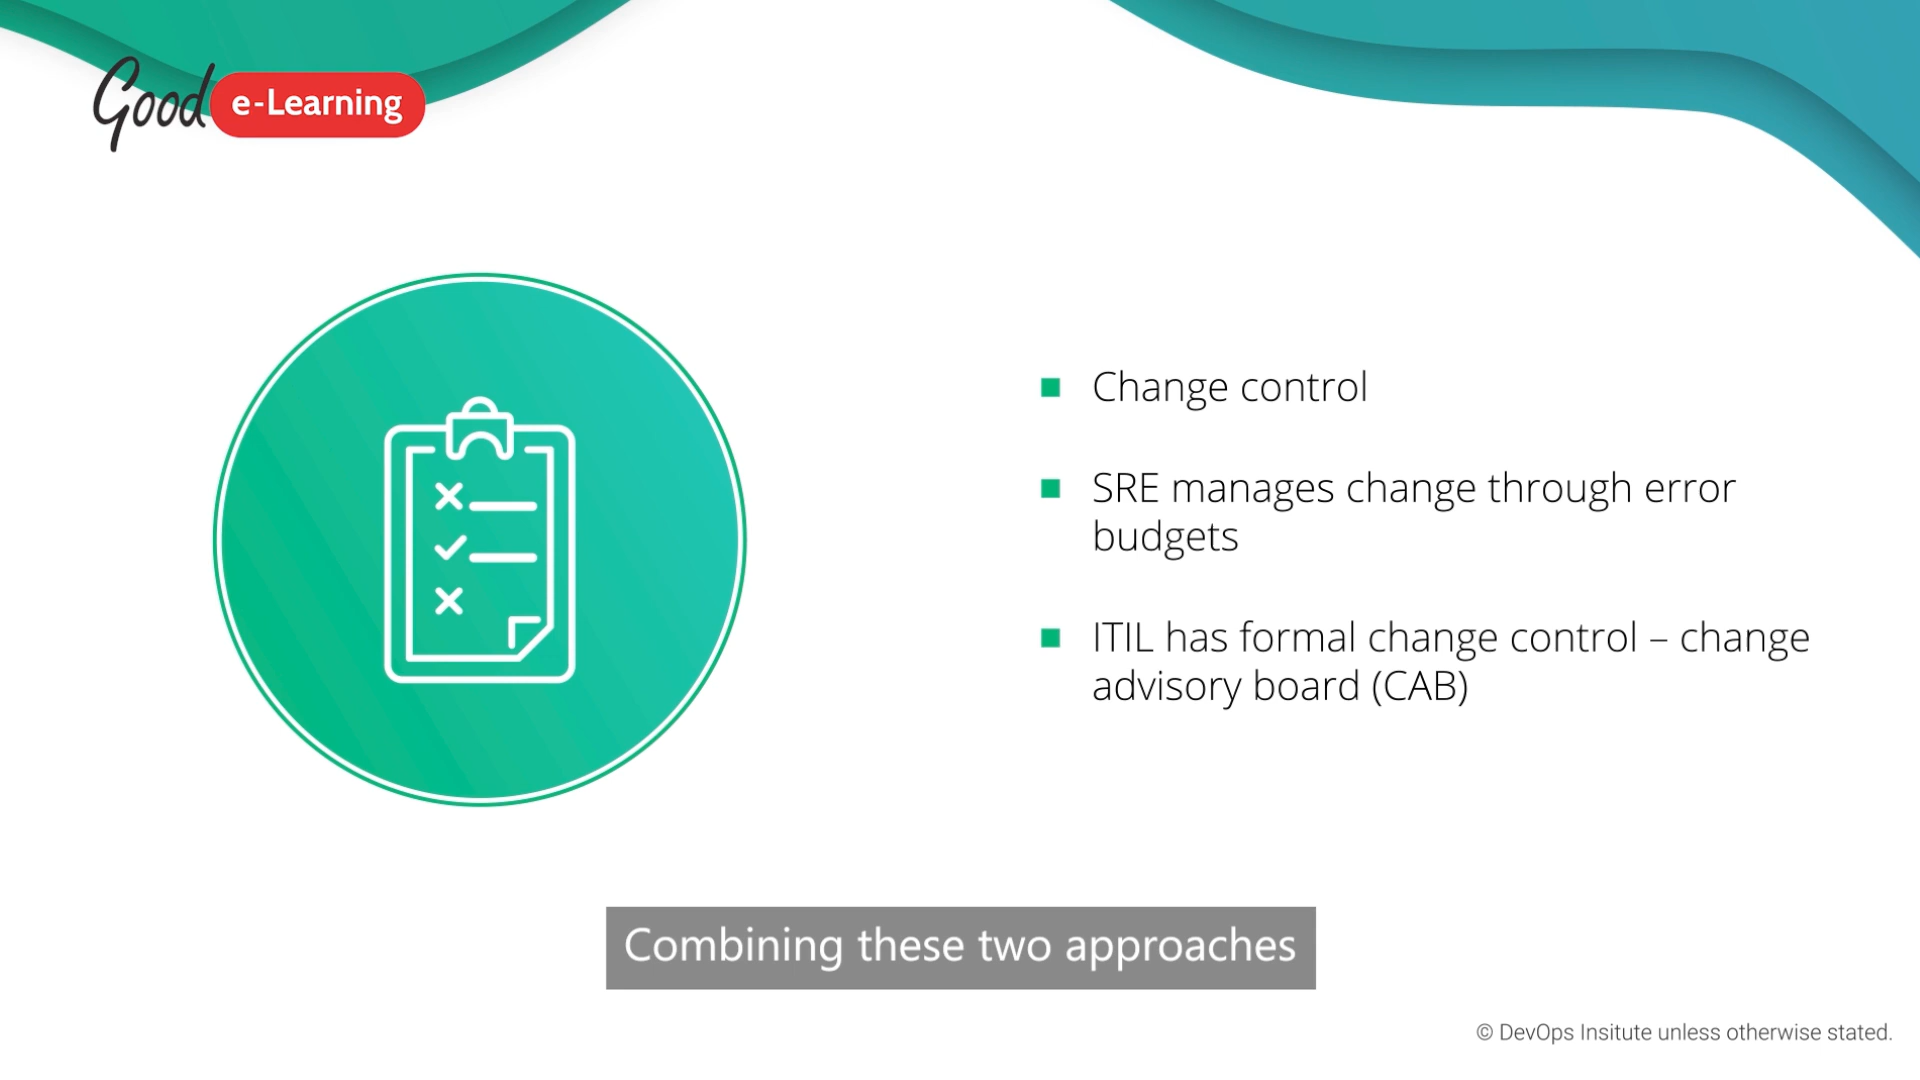 Good e-Learning
Change control
SRE manages change through error
budgets
ITIL has formal change control – change
advisory board (CAB)
Combining these two approaches
© DevOps Insitute unless otherwise stated.